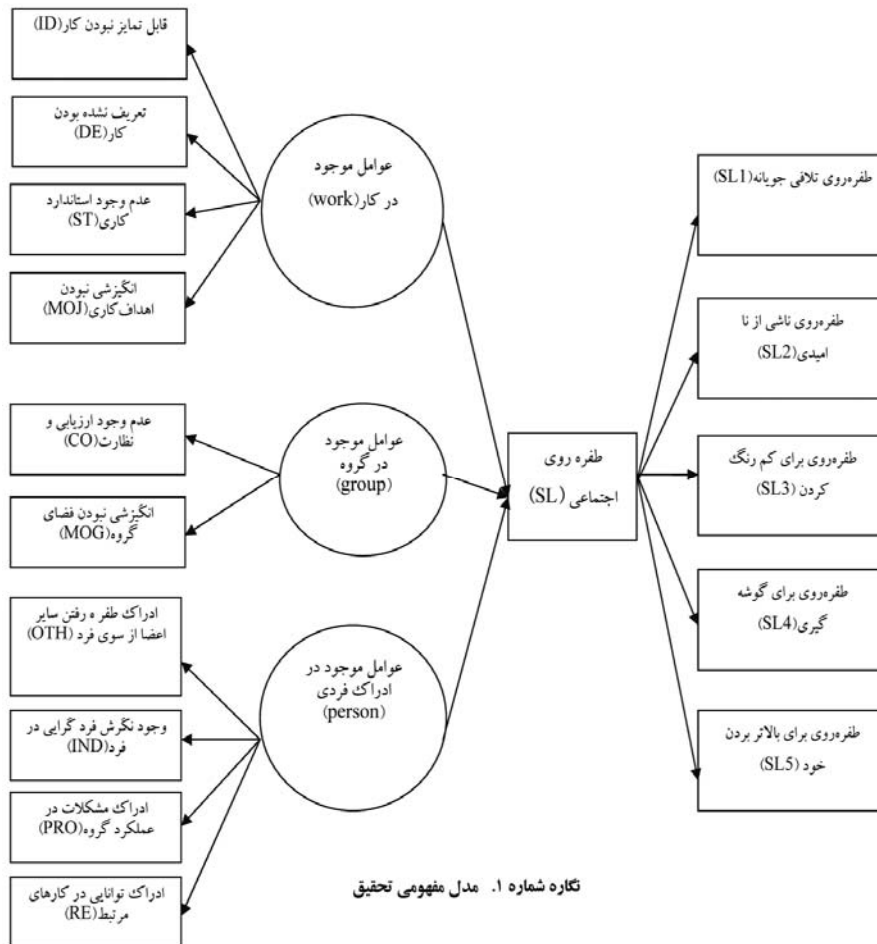 قابل تمایز نبودن کار(ID)
تعریف نشده بودن
کار(DE)
عدم وجود استاندارد
کاری(ST)
انگیزشی نبودن
اهداف‌کاری(MOJ)
عدم وجود ارزیابی و
نظارت(CO)
انگیزشی نبودن فضای
گروه(MOG)
ادراک طفر ه رفتن سایر
اعضا از سوی فرد (OTH)
وجود نگرش فرد گرایی در
فرد(IND)
ادراک مشکلات در
عملکرد گروه(PRO)
ادراک توانایی در کارهای
مرتبط(RE)
عوامل موجود
در کار(work)
عوامل موجود
در گروه
(group)
عوامل موجود در
ادراک فردی
(person)
طفره روی
اجتماعی (SL)
طفره‌روی تلافی جویانه(SL1)
طفره‌روی ناشی از نا
امیدی(SL2)
طفره‌روی برای کم رنگ
کردن (SL3)
طفره‌روی برای گوشه
گیری(SL4)
طفره‌روی برای بالاتر بردن
خود (SL5)
نگاره شماره ۱. مدل مفهومی تحقیق